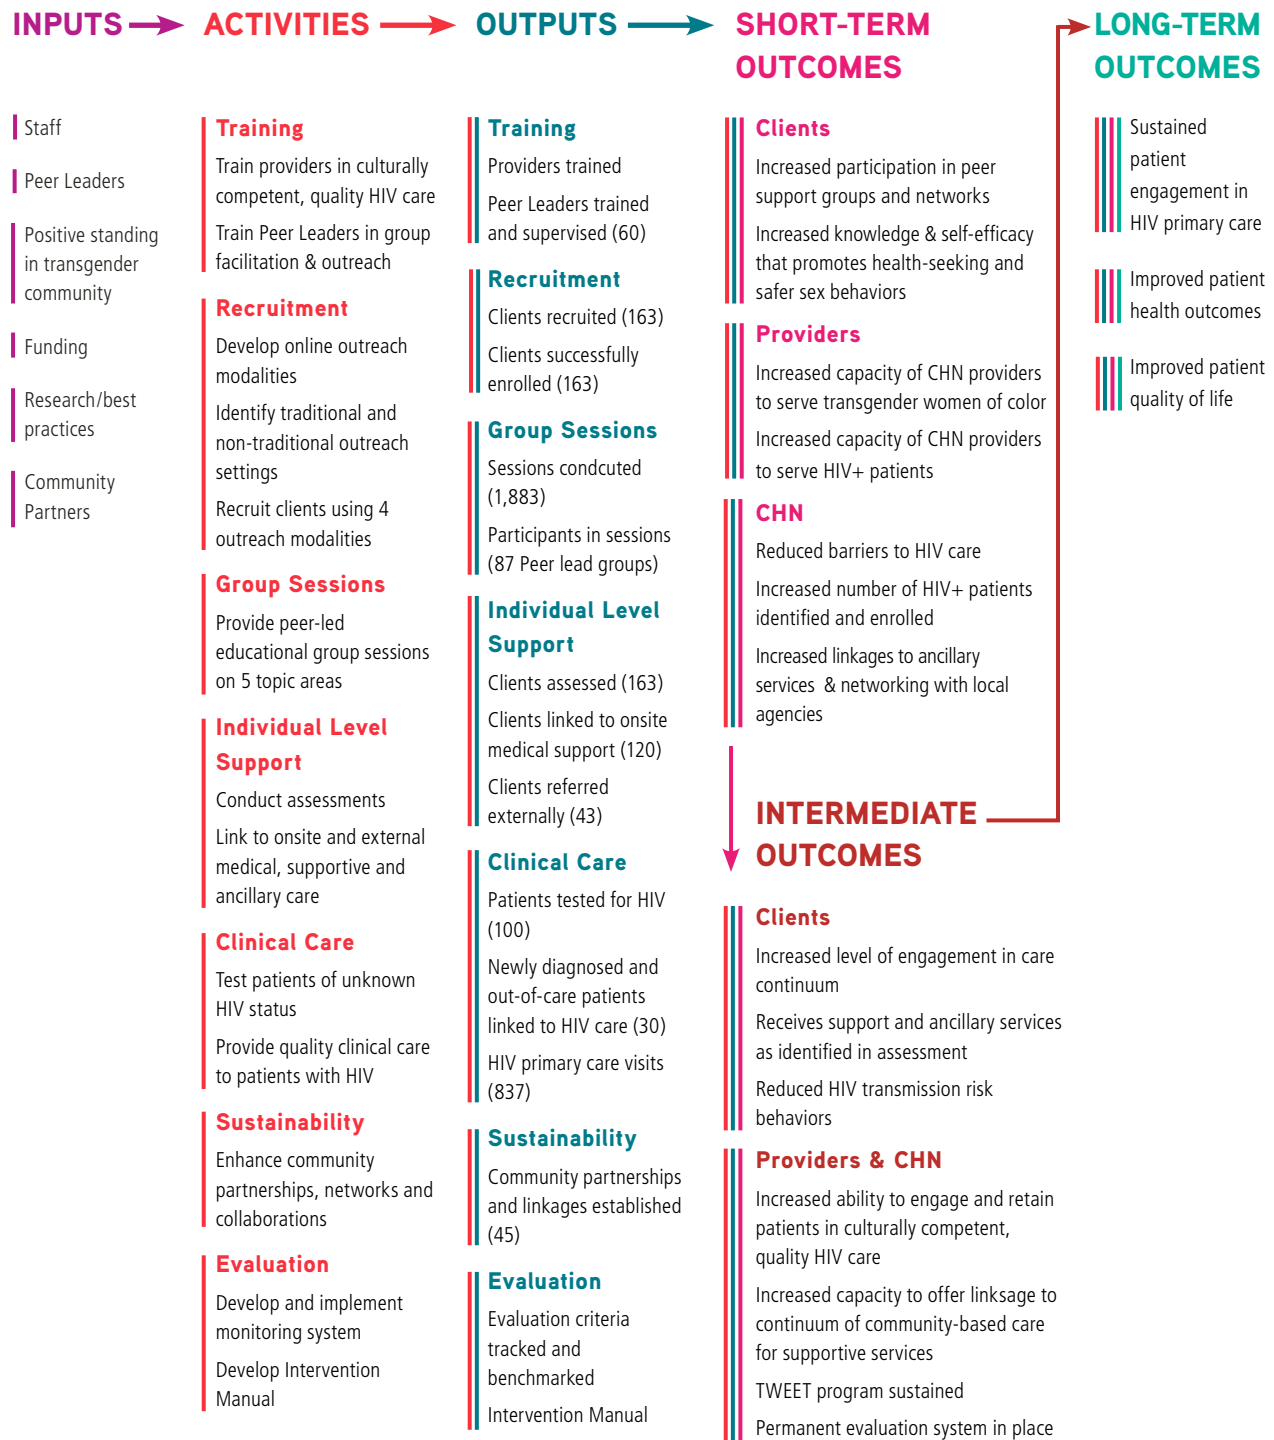 INPUTS
ACTIVITIES
OUTPUTS
SHORT-TERM
OUTCOMES
LONG-TERM
OUTCOMES
Staff
Peer Leaders
Positive standing
in transgender
community
Funding
Research/best
practices
Community
Partners
Training
Train providers in culturally
competent, quality HIV care
Train Peer Leaders in group
facilitation & outreach
Recruitment
Develop online outreach
modalities
Identify traditional and
non-traditional outreach
settings
Recruit clients using 4
outreach modalities
Group Sessions
Provide peer-led
educational group sessions
on 5 topic areas
Individual Level
Support
Conduct assessments
Link to onsite and external
medical, supportive and
ancillary care
Clinical Care
Test patients of unknown
HIV status
Provide quality clinical care
to patients with HIV
Sustainability
Enhance community
partnerships, networks and
collaborations
Evaluation
Develop and implement
monitoring system
Develop Intervention
Manual
Training
Providers trained
Peer Leaders trained
and supervised (60)
Recruitment
Clients recruited (163)
Clients successfully
enrolled (163)
Group Sessions
Sessions condcuted
(1,883)
Participants in sessions
(87 Peer lead groups)
Individual Level
Support
Clients assessed (163)
Clients linked to onsite
medical support (120)
Clients referred
externally (43)
Clinical Care
Patients tested for HIV
(100)
Newly diagnosed and
out-of-care patients
linked to HIV care (30)
HIV primary care visits
(837)
Sustainability
Community partnerships
and linkages established
(45)
Evaluation
Evaluation criteria
tracked and
benchmarked
Intervention Manual
Clients
Increased participation in peer
support groups and networks
Increased knowledge & self-efficacy
that promotes health-seeking and
safer sex behaviors
Providers
Increased capacity of CHN providers
to serve transgender women of color
Increased capacity of CHN providers
to serve HIV+ patients
CHN
Reduced barriers to HIV care
Increased number of HIV+ patients
identified and enrolled
Increased linkages to ancillary
services & networking with local
agencies
INTERMEDIATE
OUTCOMES
Clients
Increased level of engagement in care
continuum
Receives support and ancillary services
as identified in assessment
Reduced HIV transmission risk
behaviors
Providers & CHN
Increased ability to engage and retain
patients in culturally competent,
quality HIV care
Increased capacity to offer linksage to
continuum of community-based care
for supportive services
TWEET program sustained
Permanent evaluation system in place
Sustained
patient
engagement in
HIV primary care
Improved patient
health outcomes
Improved patient
quality of life